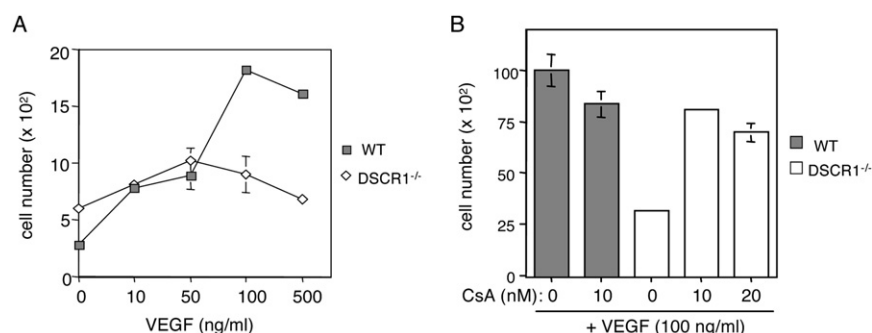 A
cell number (x 10²)
20
15
10
5
0
0 10 50 100 500
VEGF (ng/ml)
WT
DSCR1-/-
B
cell number (x 10²)
100
75
50
25
0
CsA (nM): 0 10 0 10 20
+ VEGF (100 ng/ml)
WT
DSCR1-/-